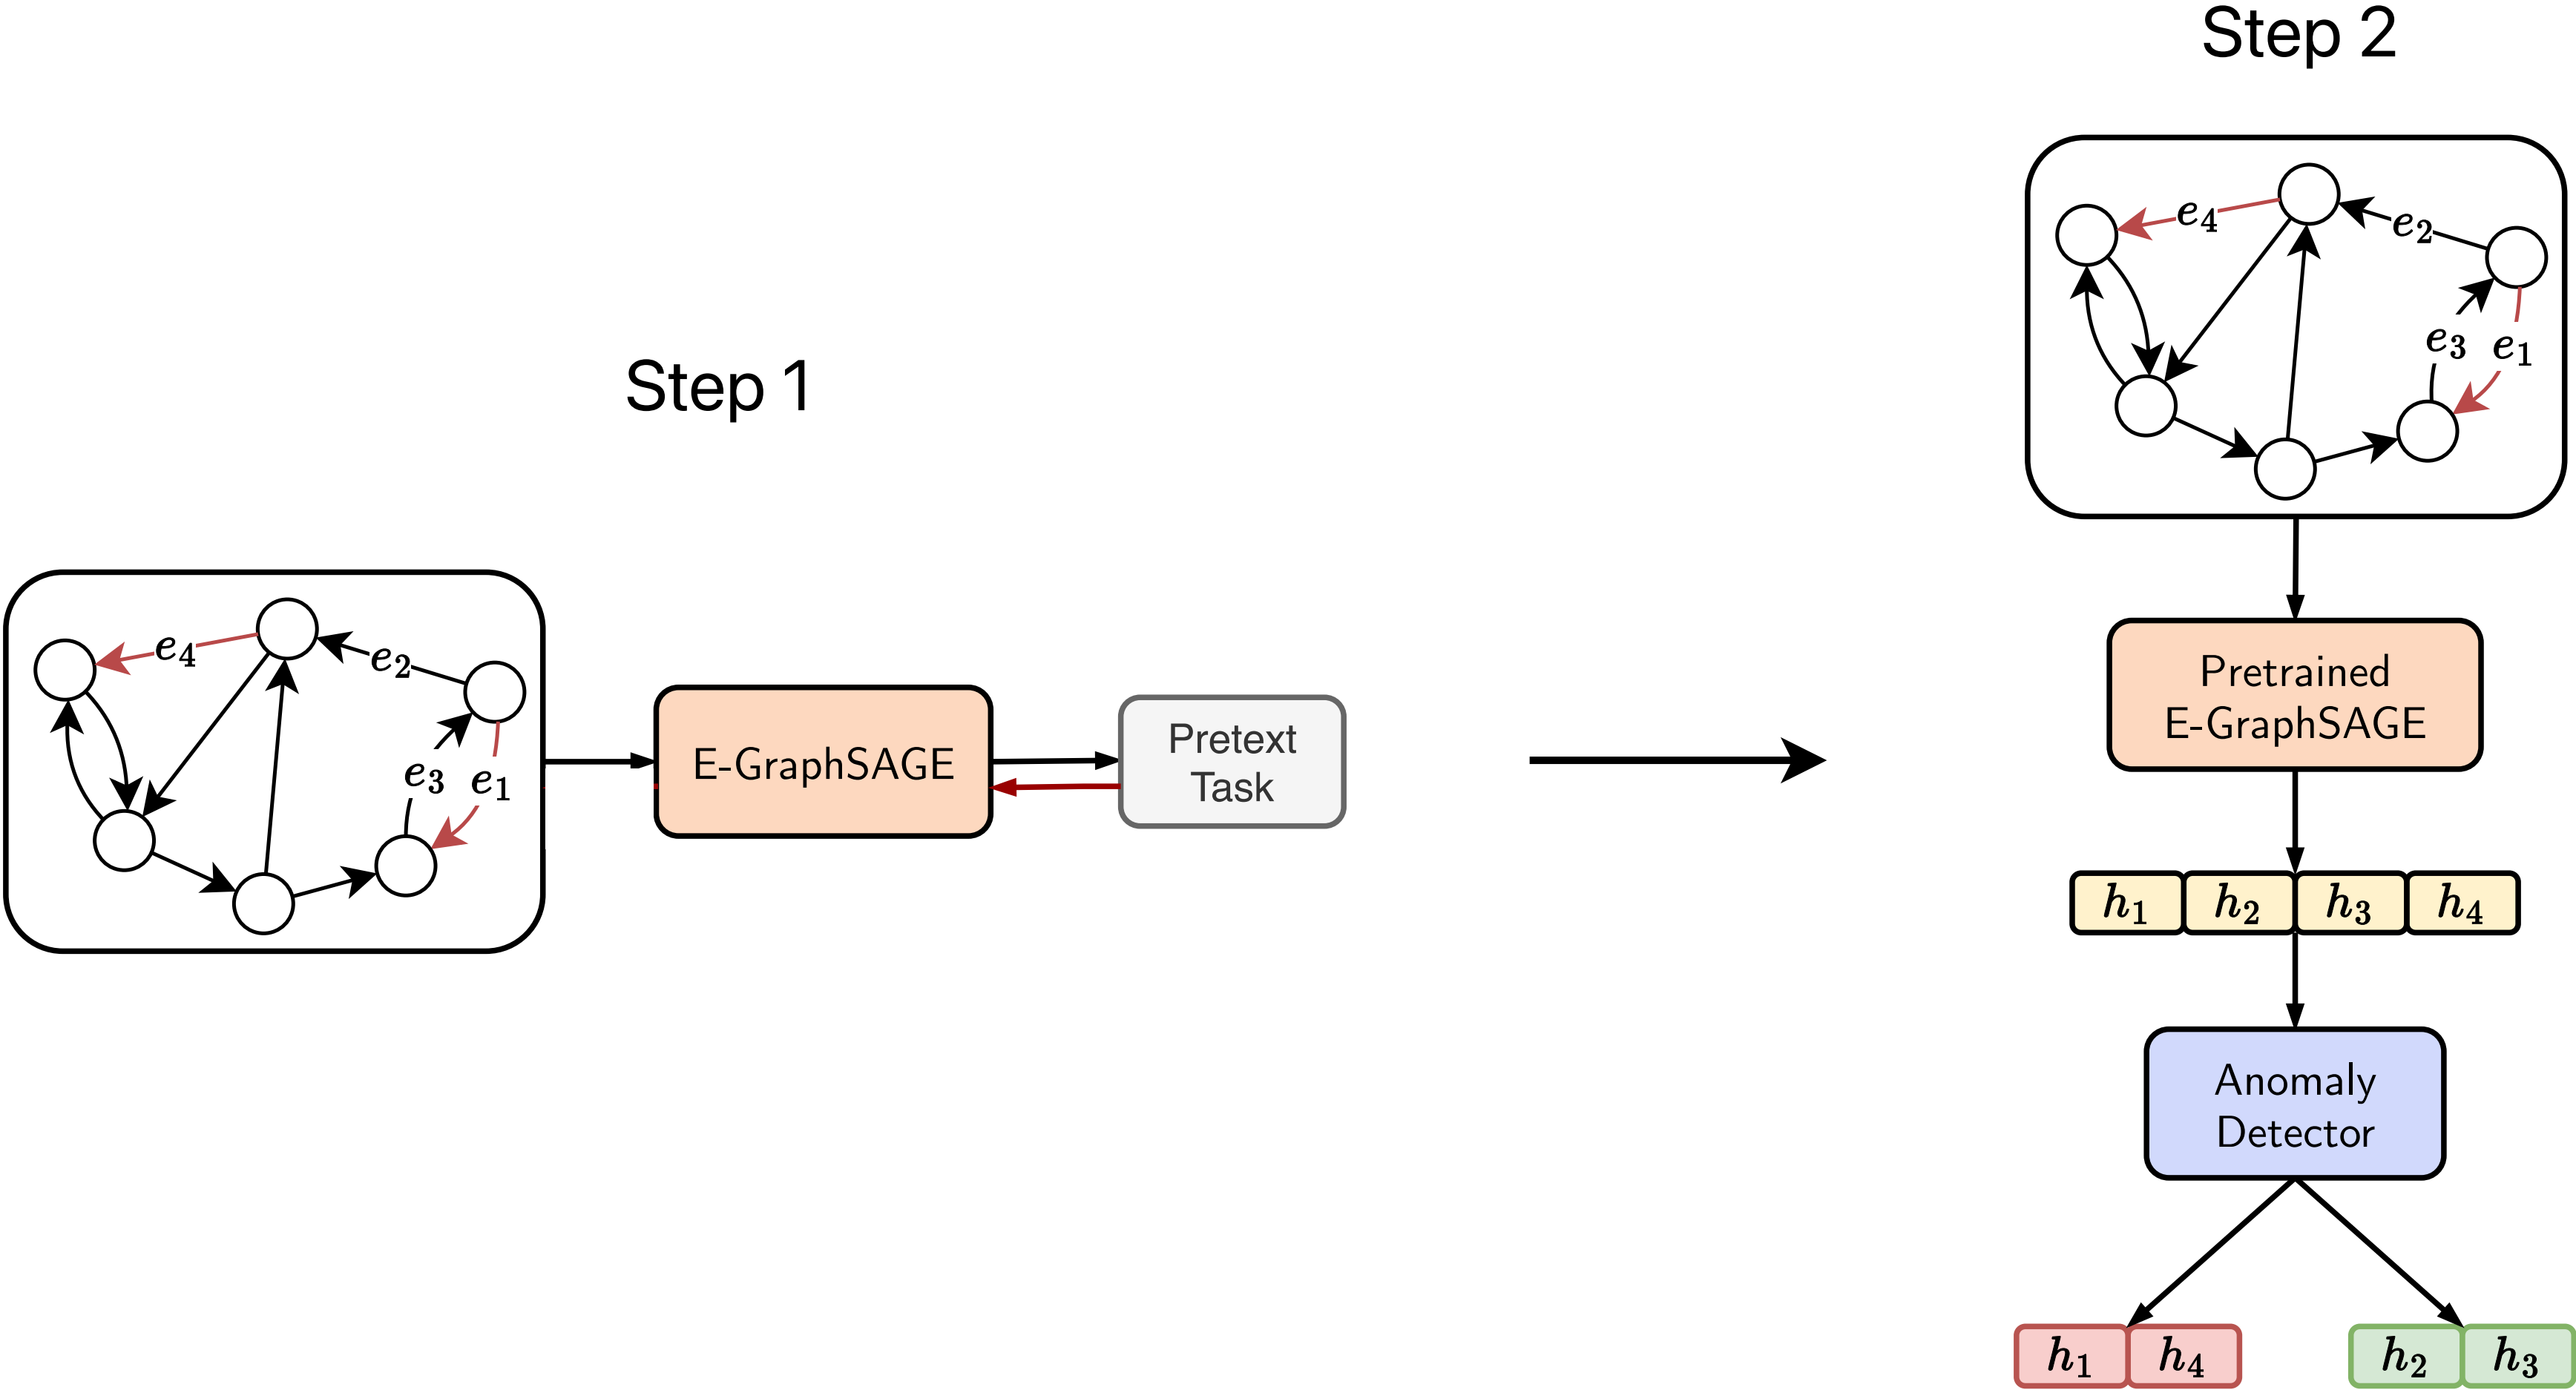 Step 1
e4
e2
e3
e1
E-GraphSAGE
Pretext
Task
Step 2
e4
e2
e3
e1
Pretrained
E-GraphSAGE
h1 h2 h3 h4
Anomaly
Detector
h1 h4
h2 h3